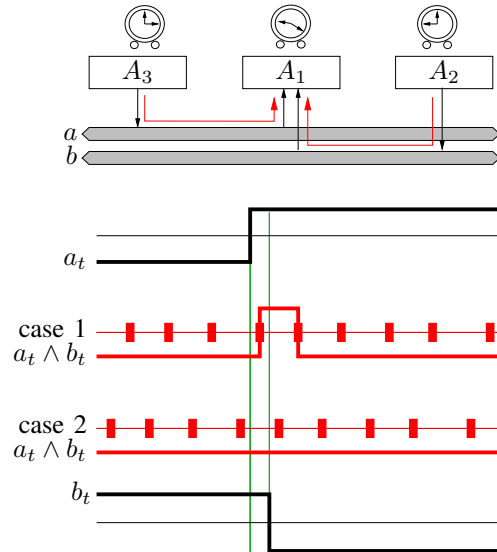 A₃ A₁ A₂
a
b
aₜ
case 1
aₜ ∧ bₜ
case 2
aₜ ∧ bₜ
bₜ